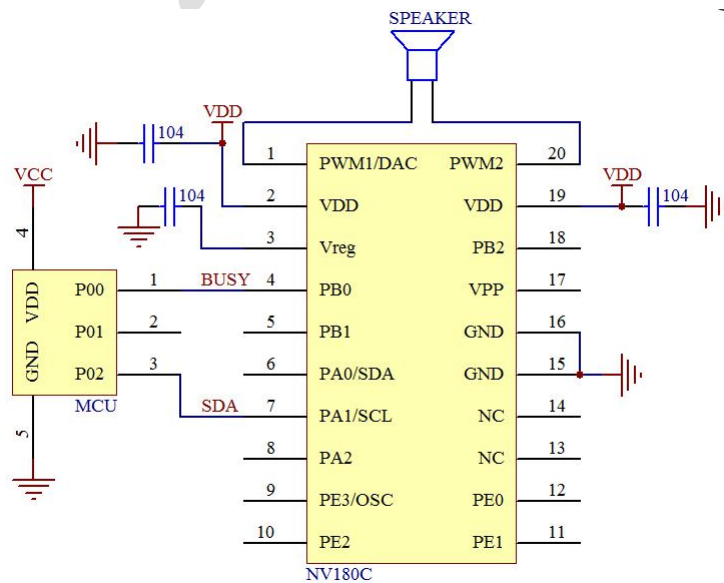 SPEAKER
VDD
104
1 PWM1/DAC PWM2 20
VCC
104
2 VDD VDD 19
VDD
104
3 Vreg PB2 18
4
VDD
GND
5
P00 1 BUSY 4 PB0 VPP 17
P01 2 5 PB1 GND 16
P02 3 6 PA0/SDA GND 15
MCU
SDA 7 PA1/SCL NC 14
8 PA2 NC 13
9 PE3/OSC PE0 12
10 PE2 PE1 11
NV180C